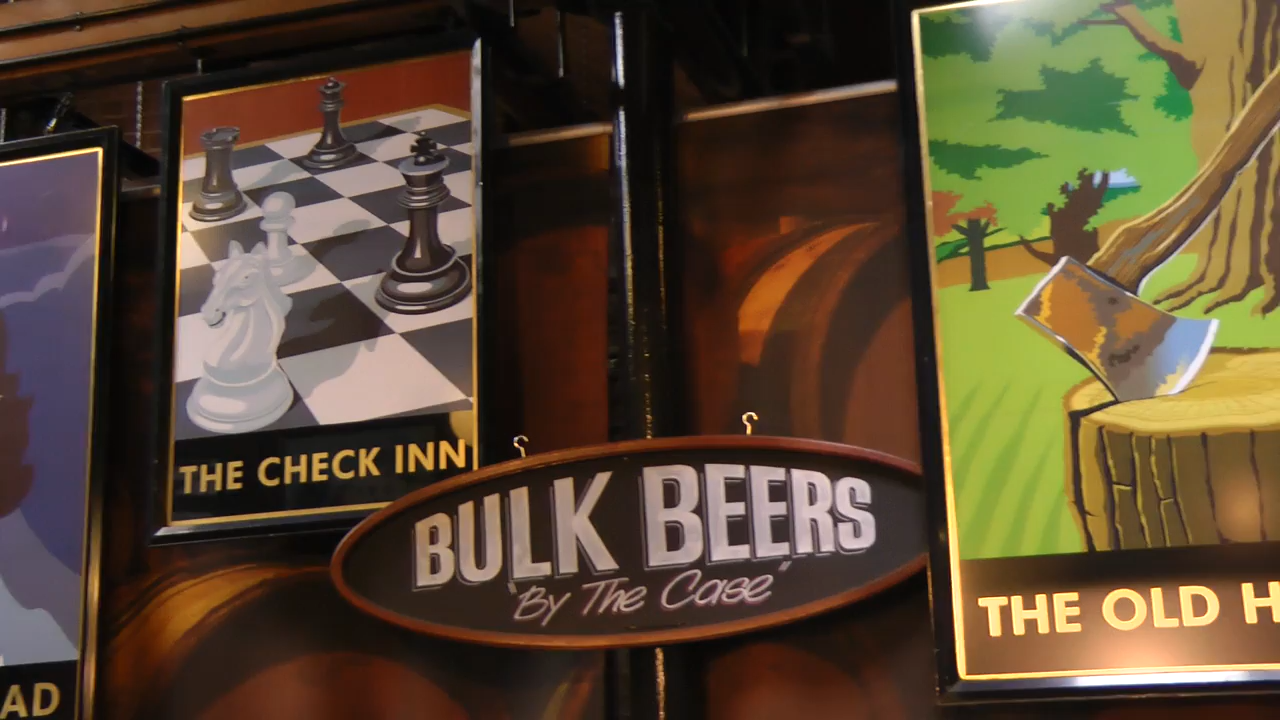 THE CHECK INN
BULK BEERS
"By The Case"
THE OLD H
AD